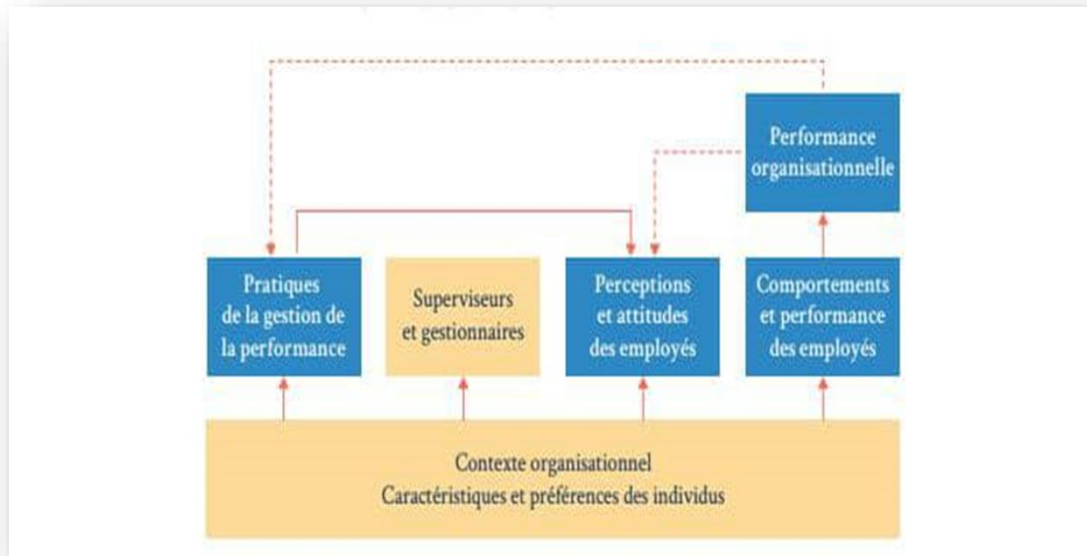 Performance
organisationnelle
Pratiques
de la gestion de
la performance
Superviseurs
et gestionnaires
Perceptions
et attitudes
des employés
Comportements
et performance
des employés
Contexte organisationnel
Caractéristiques et préférences des individus